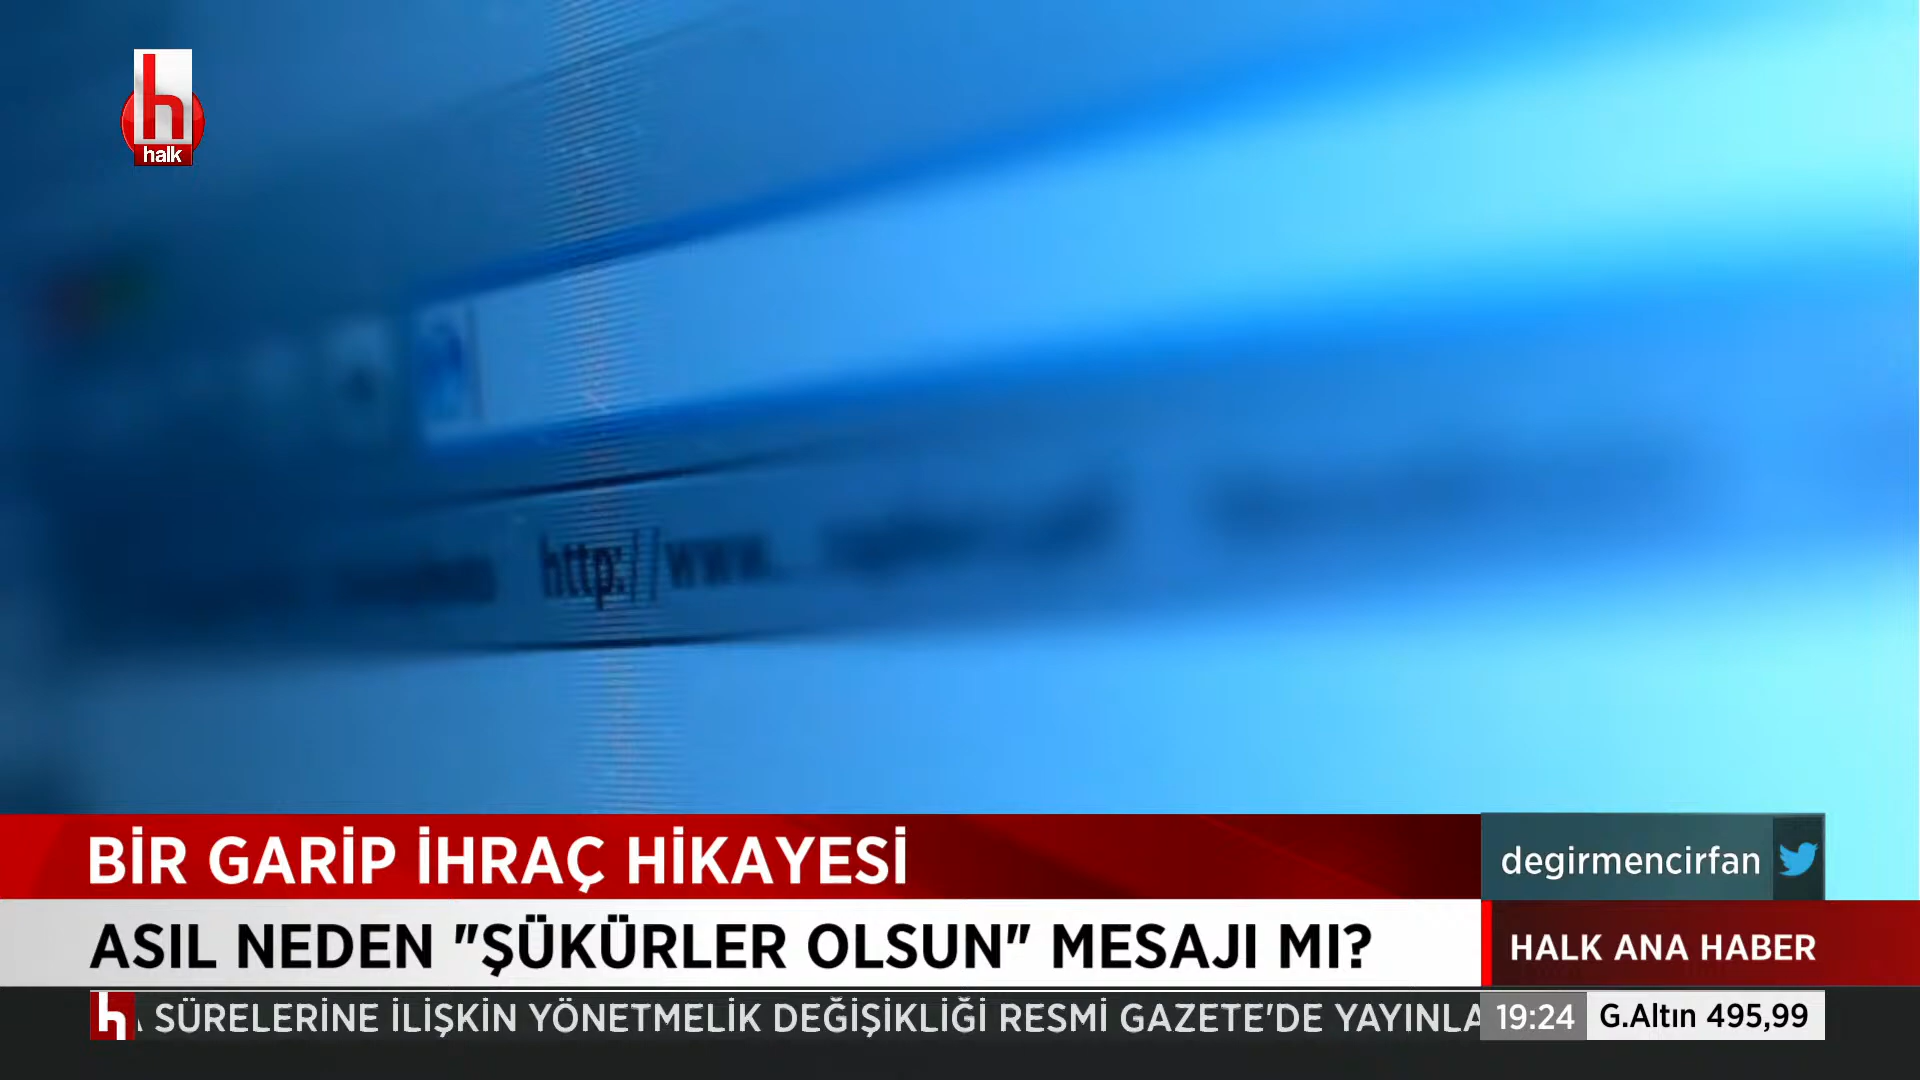 h
halk
http://www.
BİR GARİP İHRAÇ HİKAYESİ
degirmencirfan
ASIL NEDEN "ŞÜKÜRLER OLSUN" MESAJI MI?
HALK ANA HABER
h SÜRELERİNE İLİŞKİN YÖNETMELİK DEĞİŞİKLİĞİ RESMİ GAZETE'DE YAYINLA
19:24 G.Altın 495,99